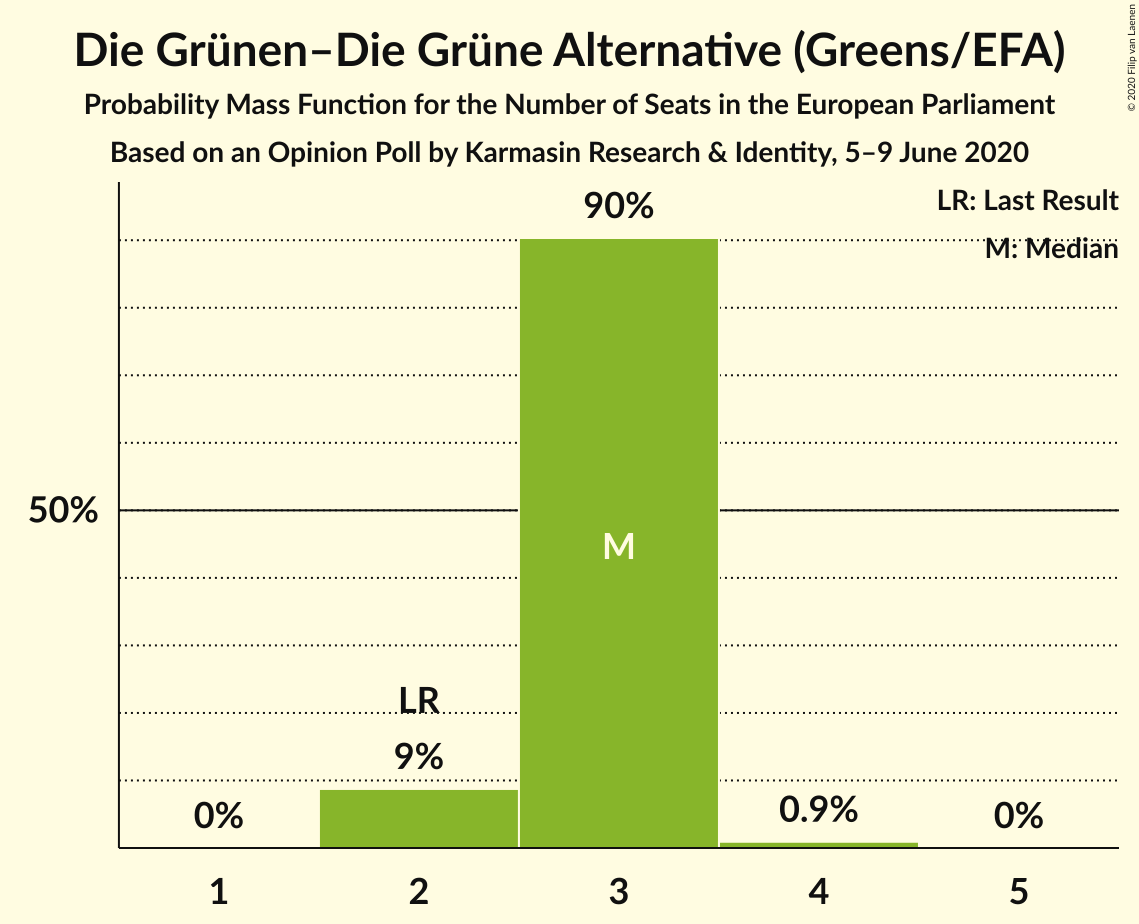 Die Grünen–Die Grüne Alternative (Greens/EFA)
Probability Mass Function for the Number of Seats in the European Parliament
Based on an Opinion Poll by Karmasin Research & Identity, 5–9 June 2020
© 2020 Filip van Laenen
LR: Last Result
M: Median
90%
50%
M
LR
9%
0%
0.9%
0%
1 2 3 4 5